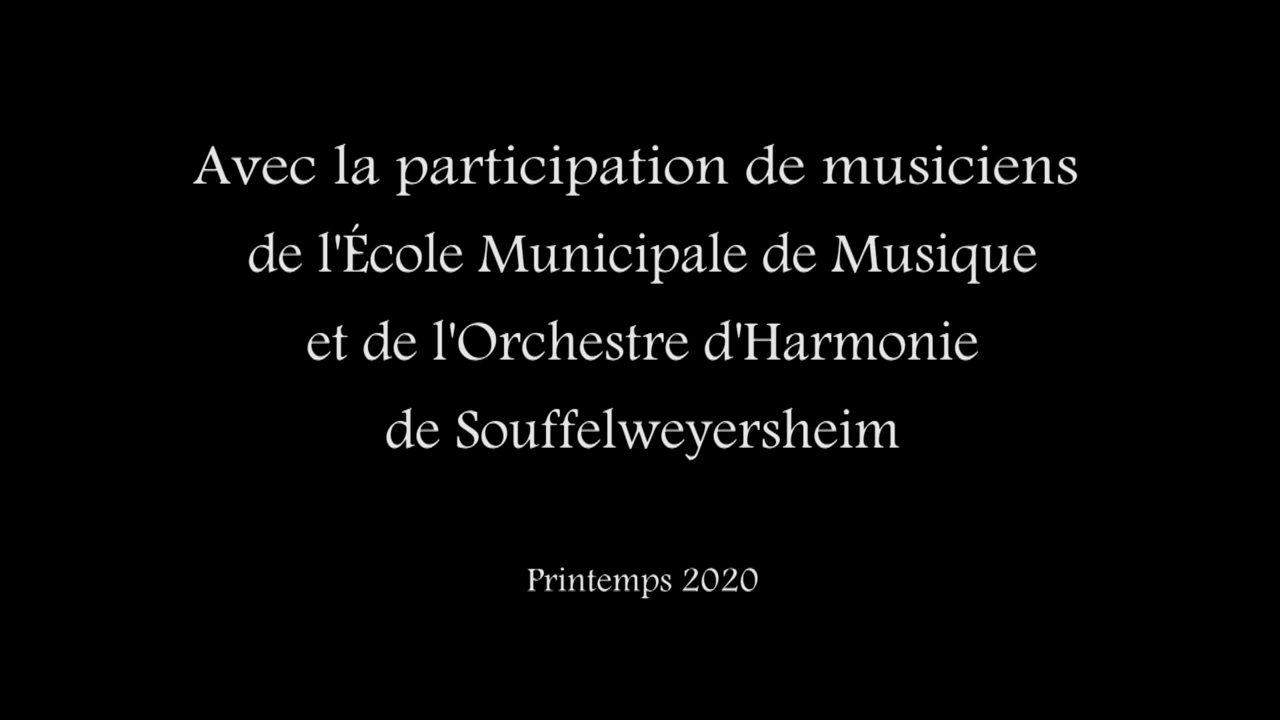 Avec la participation de musiciens
de l'École Municipale de Musique
et de l'Orchestre d'Harmonie
de Souffelweyersheim
Printemps 2020